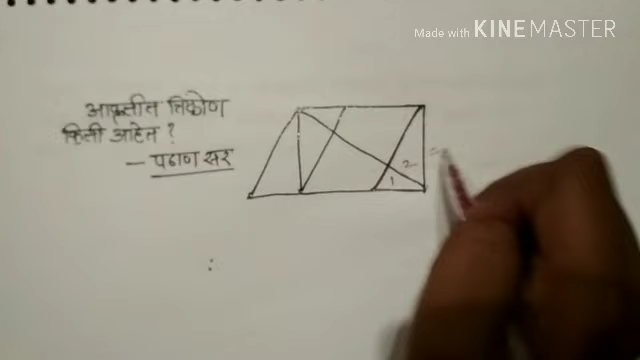 Made with KINEMASTER
आकृतीत त्रिकोण
किती आहेत ?
— पठाण सर
1 2